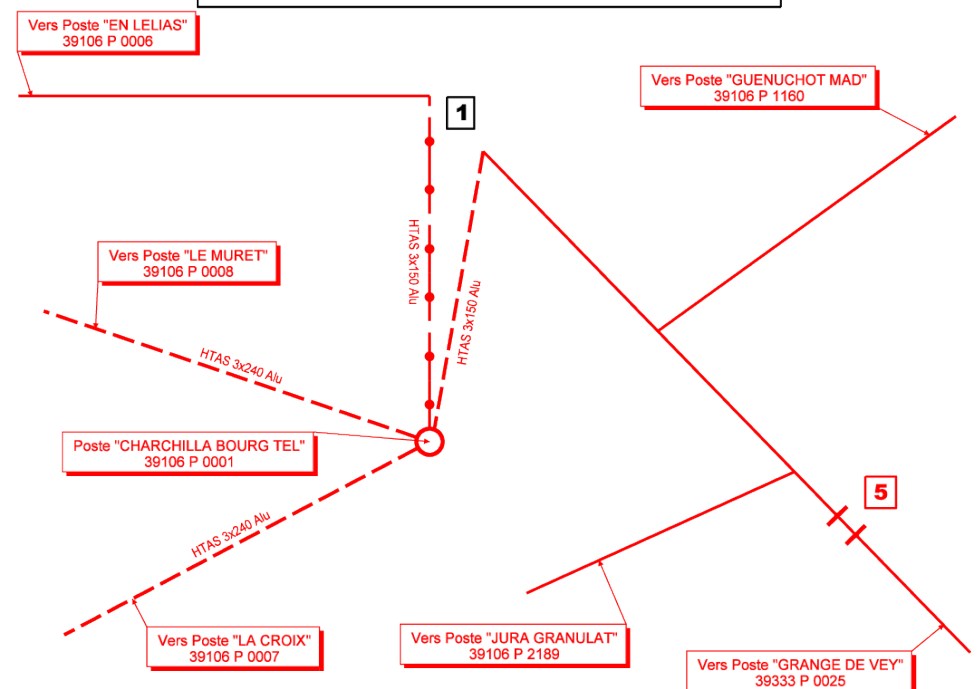 Vers Poste "EN LELIAS"
39106 P 0006
1
Vers Poste "GUENUCHOT MAD"
39106 P 1160
Vers Poste "LE MURET"
39106 P 0008
HTAS 3x150 Alu
HTAS 3x150 Alu
HTAS 3x240 Alu
Poste "CHARCHILLA BOURG TEL"
39106 P 0001
5
HTAS 3x240 Alu
Vers Poste "LA CROIX"
39106 P 0007
Vers Poste "JURA GRANULAT"
39106 P 2189
Vers Poste "GRANGE DE VEY"
39333 P 0025